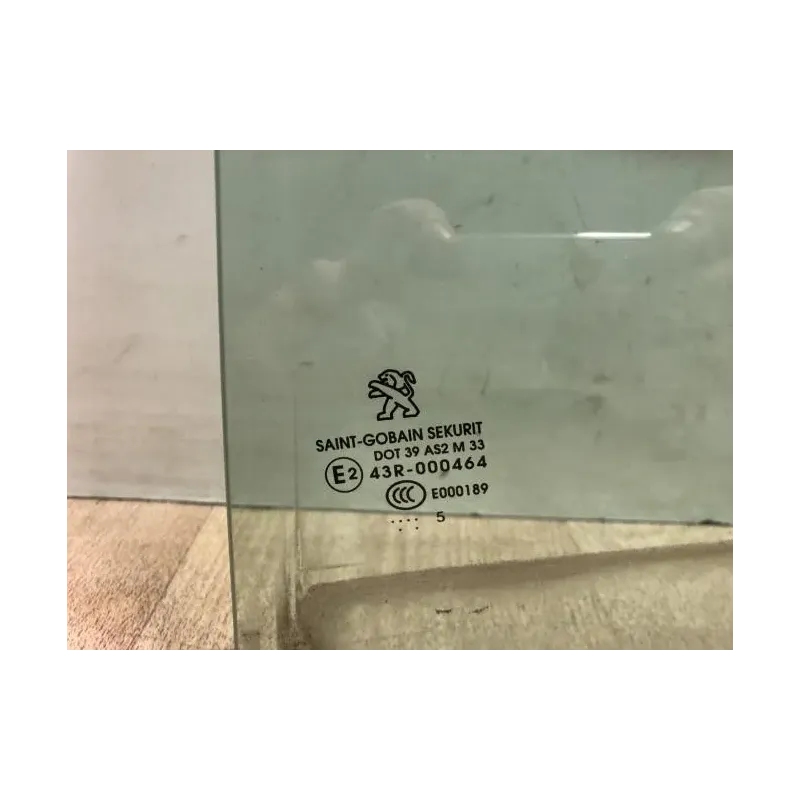 SAINT-GOBAIN SEKURIT
DOT 39 AS2 M 33
E2 43R-000464
CCC E000189
.... 5
. .